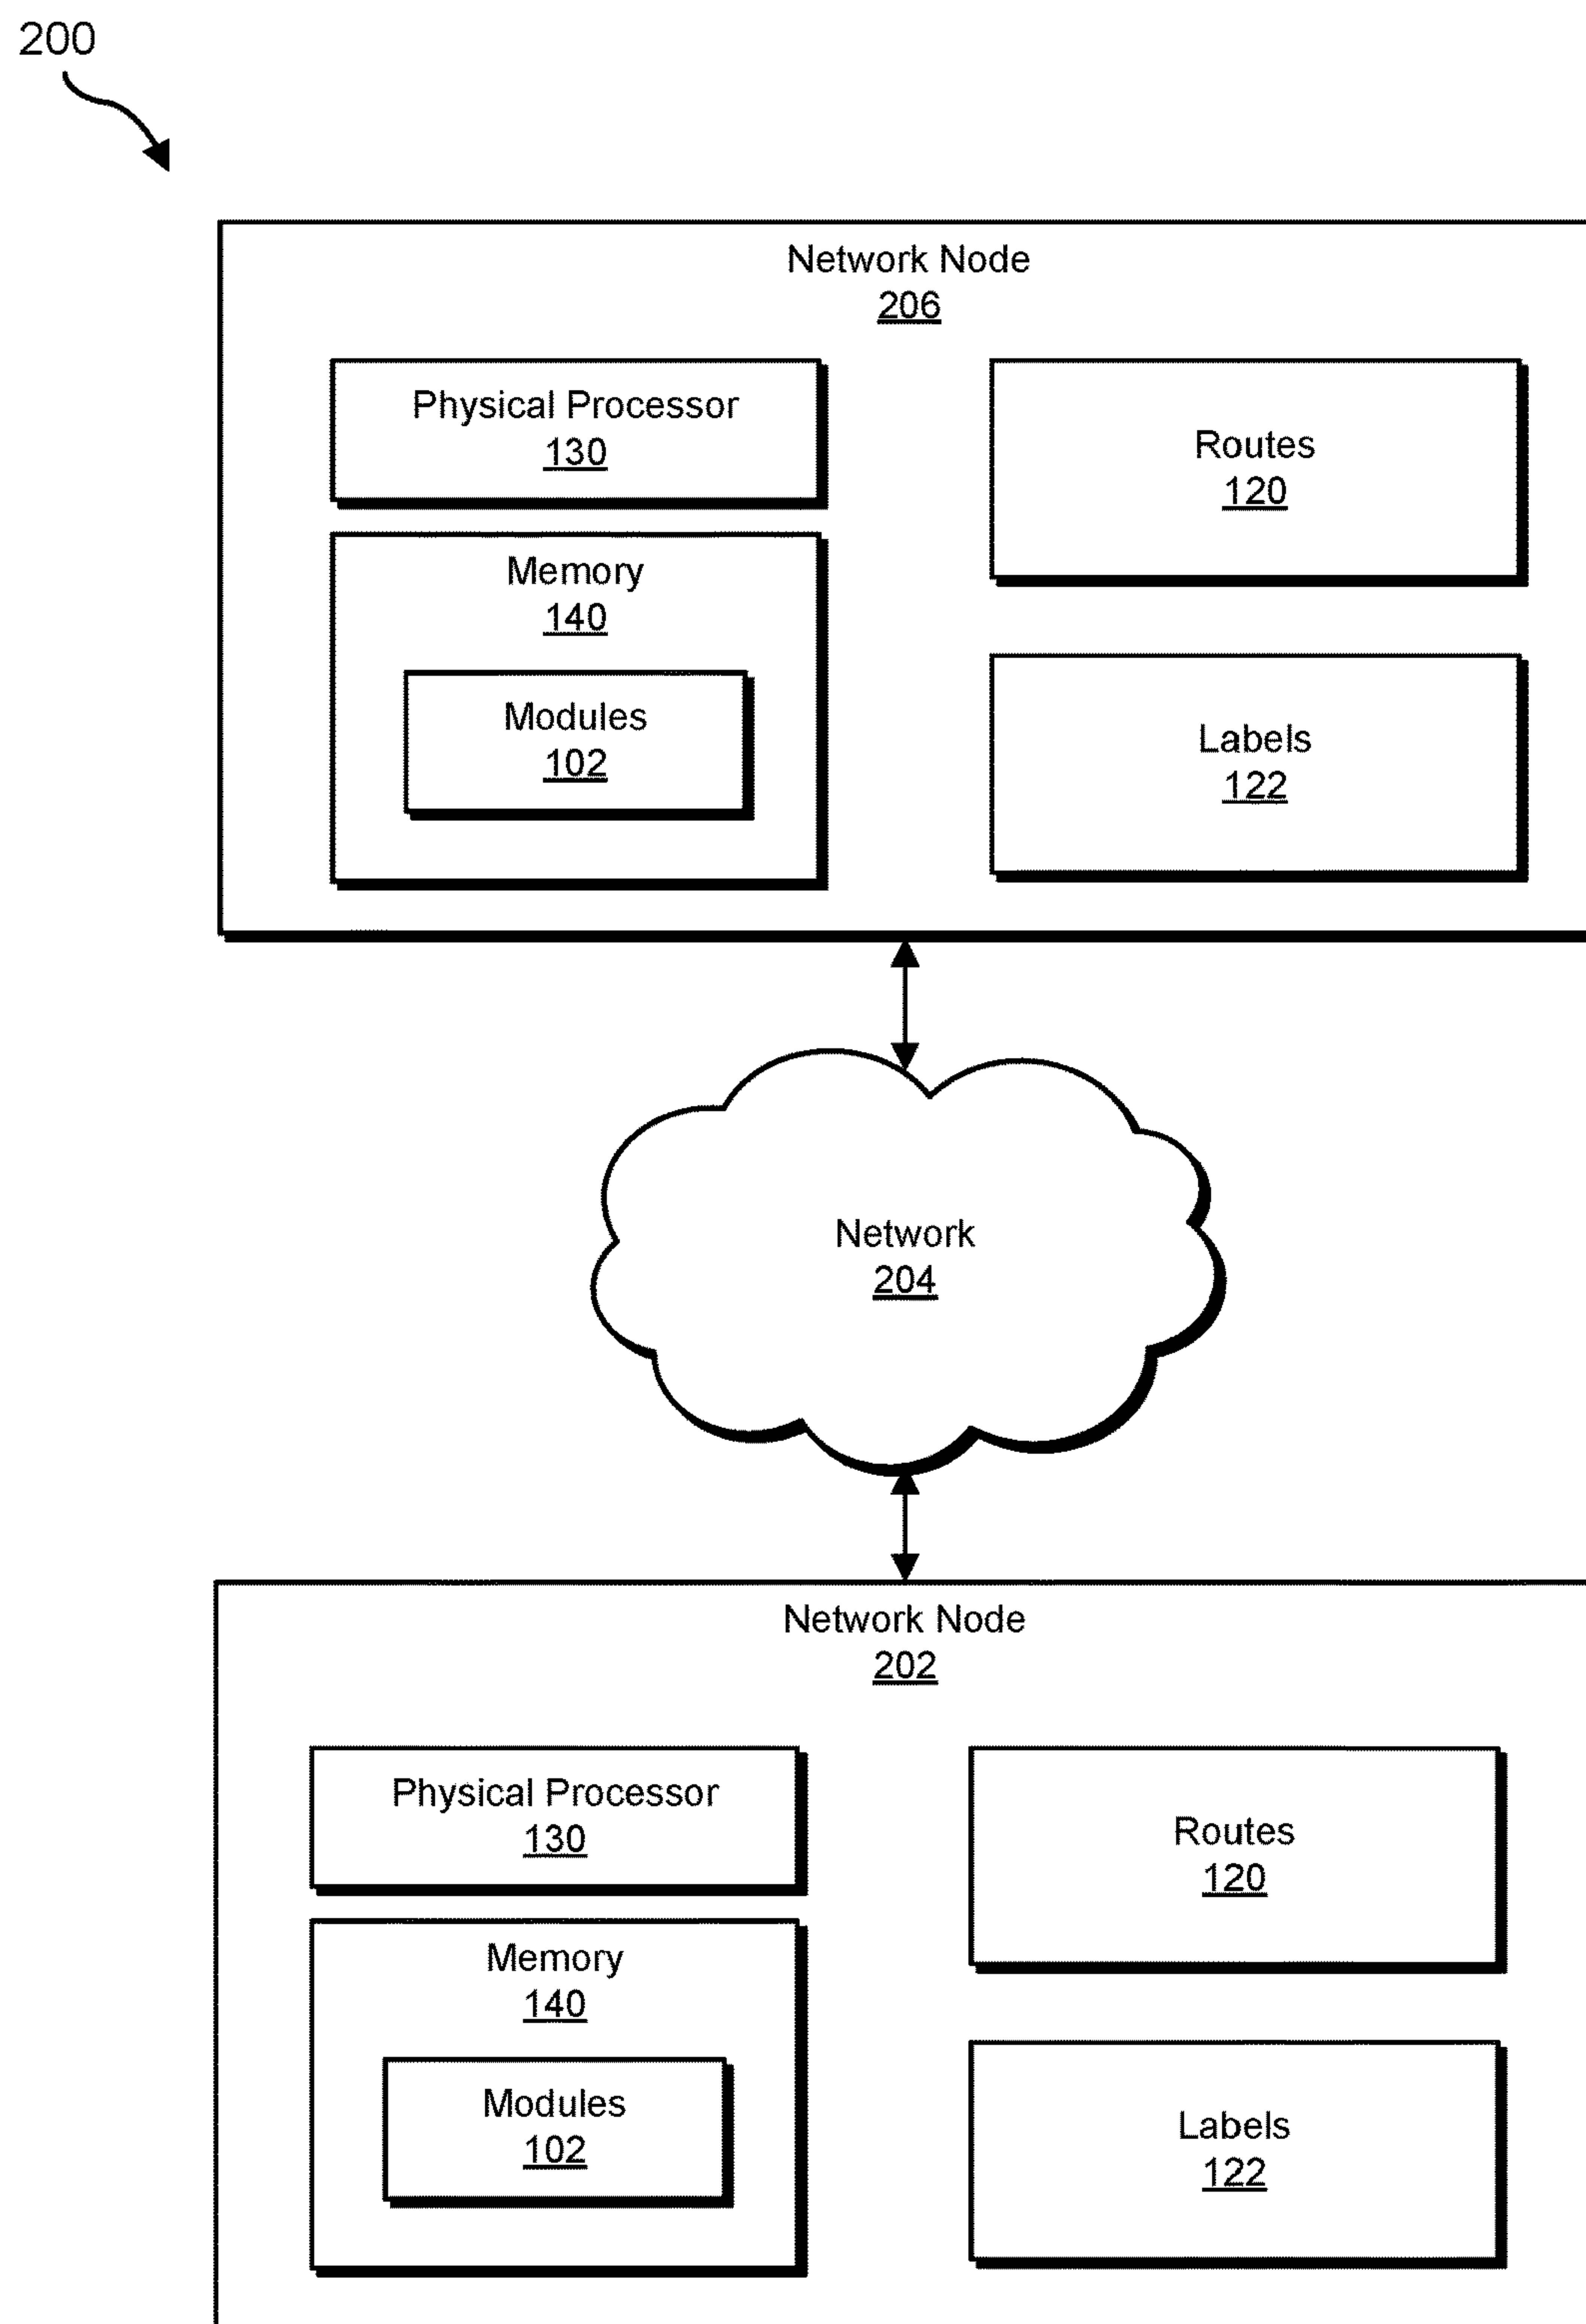 200
Network Node
206
Physical Processor
130
Routes
120
Memory
140
Modules
102
Labels
122
Network
204
Network Node
202
Physical Processor
130
Routes
120
Memory
140
Modules
102
Labels
122